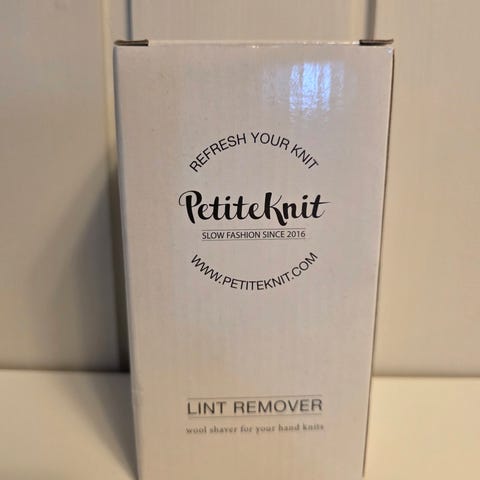 REFRESH YOUR KNIT
PetiteKnit
SLOW FASHION SINCE 2016
WWW.PETITEKNIT.COM
LINT REMOVER
wool shaver for your hand knits